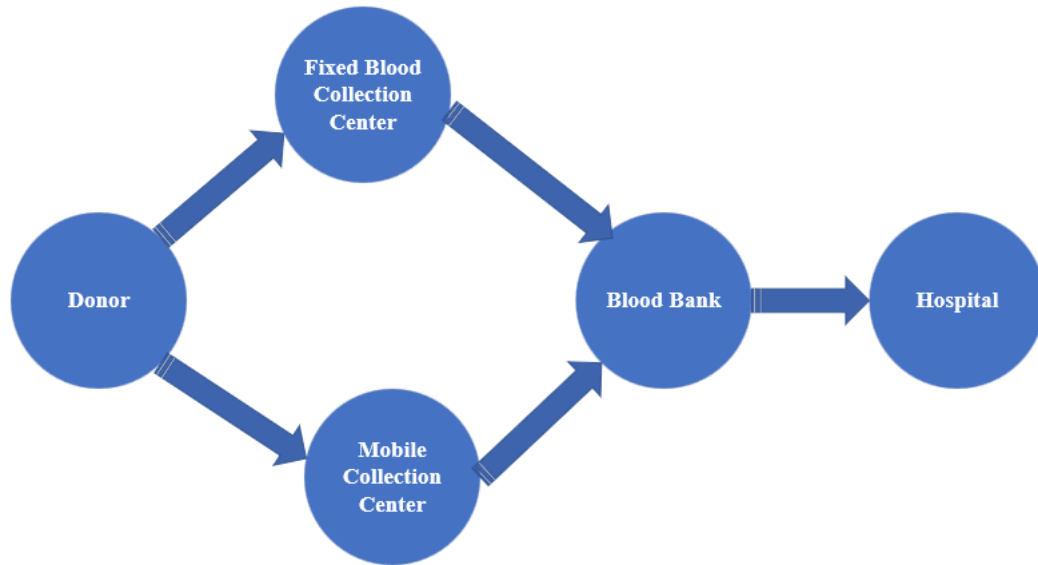 Fixed Blood
Collection
Center
Donor
Blood Bank
Hospital
Mobile
Collection
Center